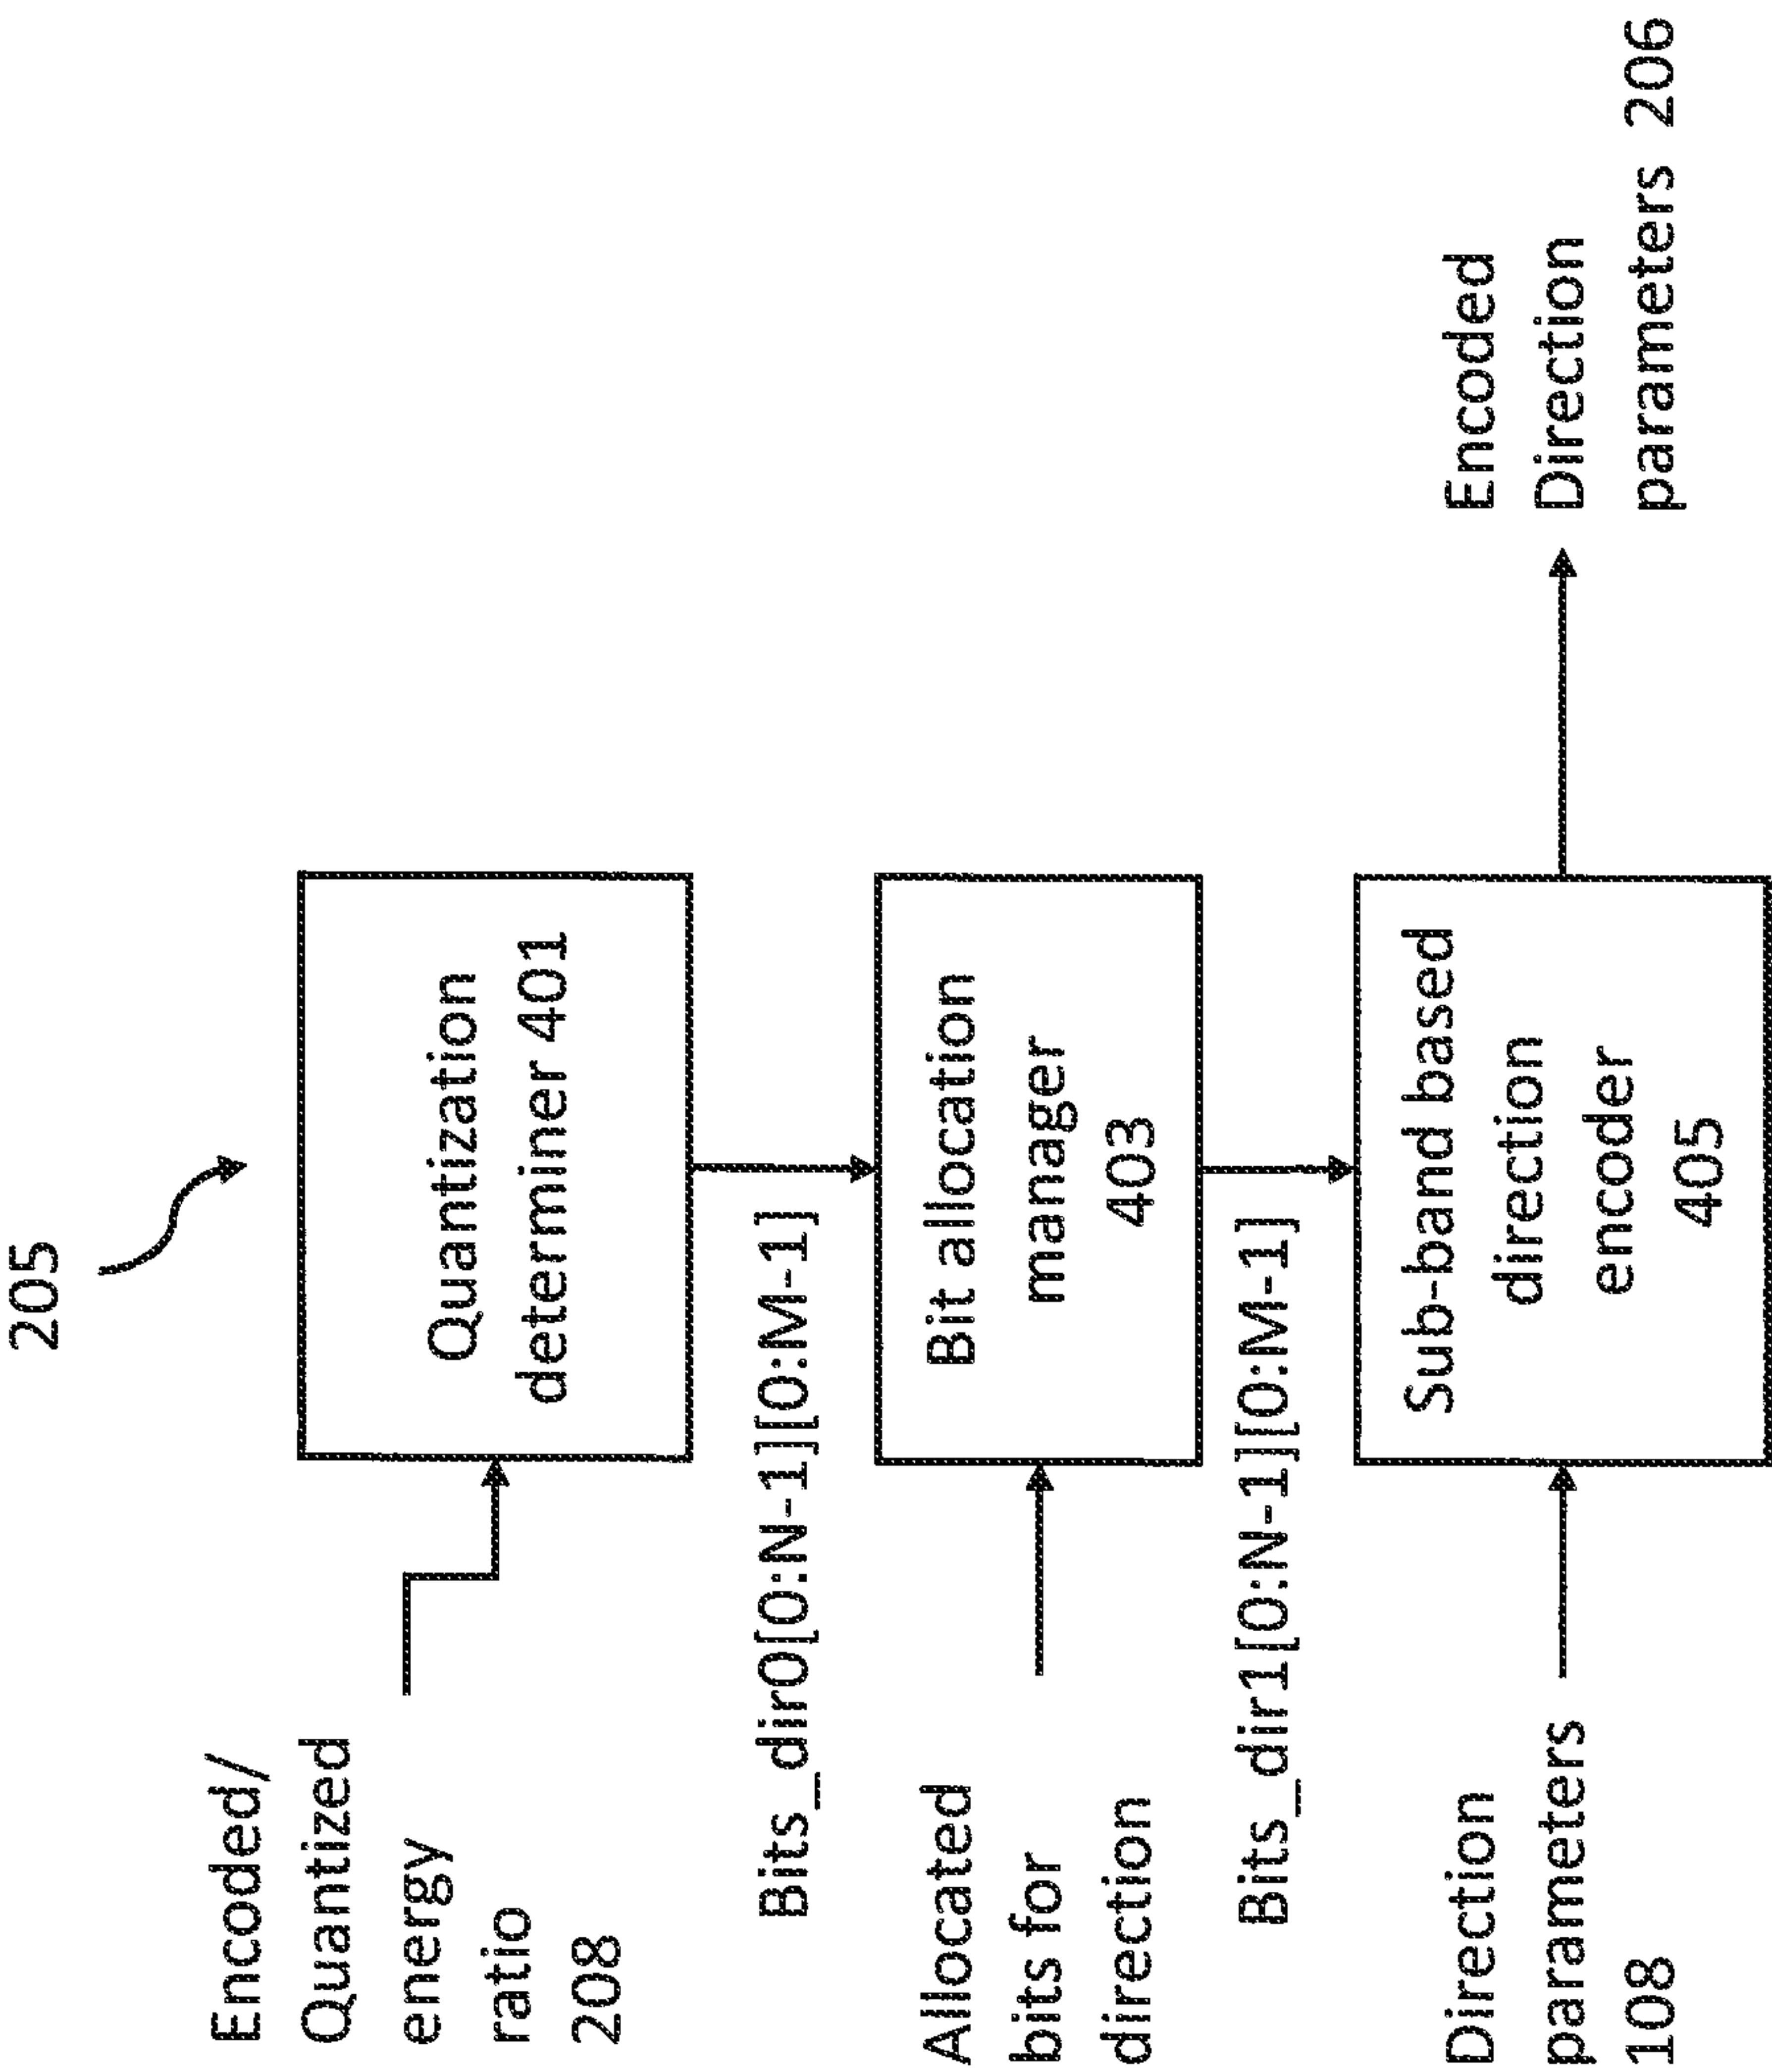 205
Encoded/
Quantized
energy
ratio
208
Quantization
determiner 401
Bits_dir0[0:N-1][0:M-1]
Allocated
bits for
direction
Bit allocation
manager
403
Bits_dir1[0:N-1][0:M-1]
Direction
parameters
108
Sub-band based
direction
encoder
405
Encoded
Direction
parameters 206